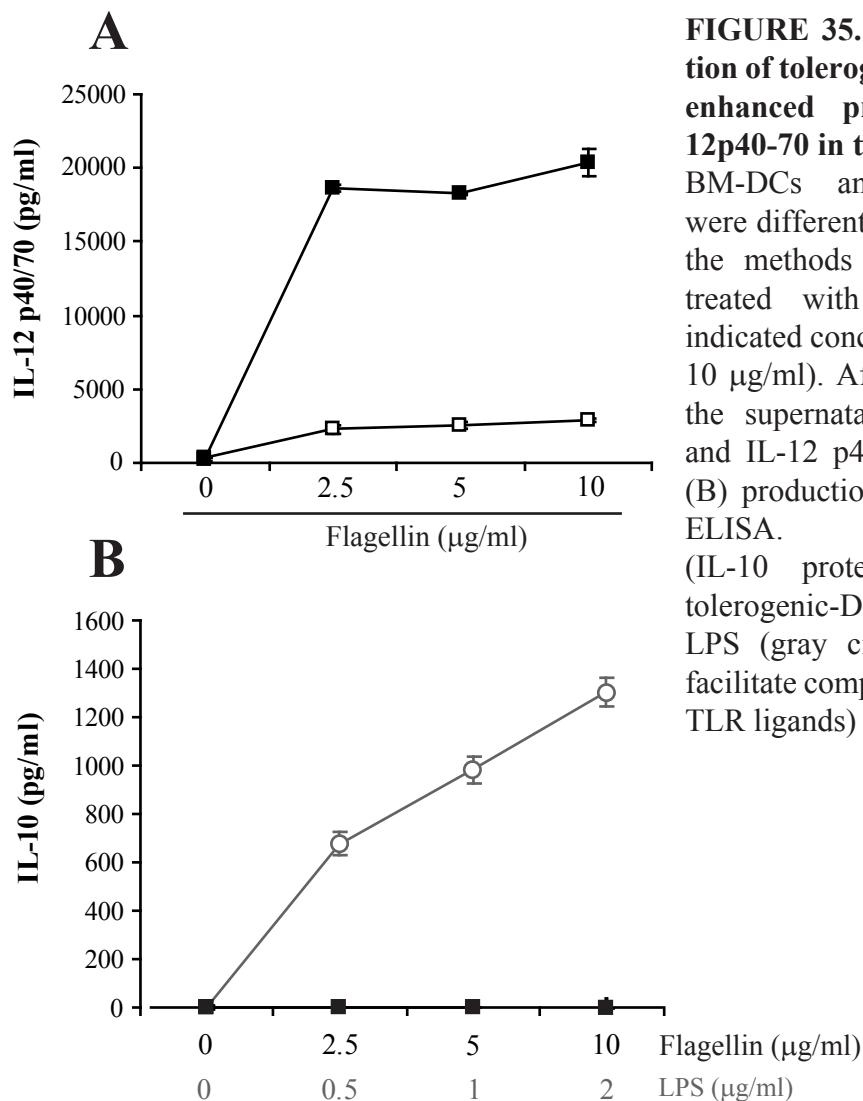 A
25000
20000
15000
10000
5000
0
IL-12 p40/70 (pg/ml)
0 2.5 5 10
Flagellin (μg/ml)
B
1600
1400
1200
1000
800
600
400
200
0
IL-10 (pg/ml)
0 2.5 5 10 Flagellin (μg/ml)
0 0.5 1 2 LPS (μg/ml)
FIGURE 35.
tion of tolerog
enhanced pr
12p40-70 in t
BM-DCs an
were different
the methods
treated with
indicated conc
10 μg/ml). Af
the supernata
and IL-12 p4
(B) productio
ELISA.
(IL-10 prote
tolerogenic-D
LPS (gray c
facilitate comp
TLR ligands)